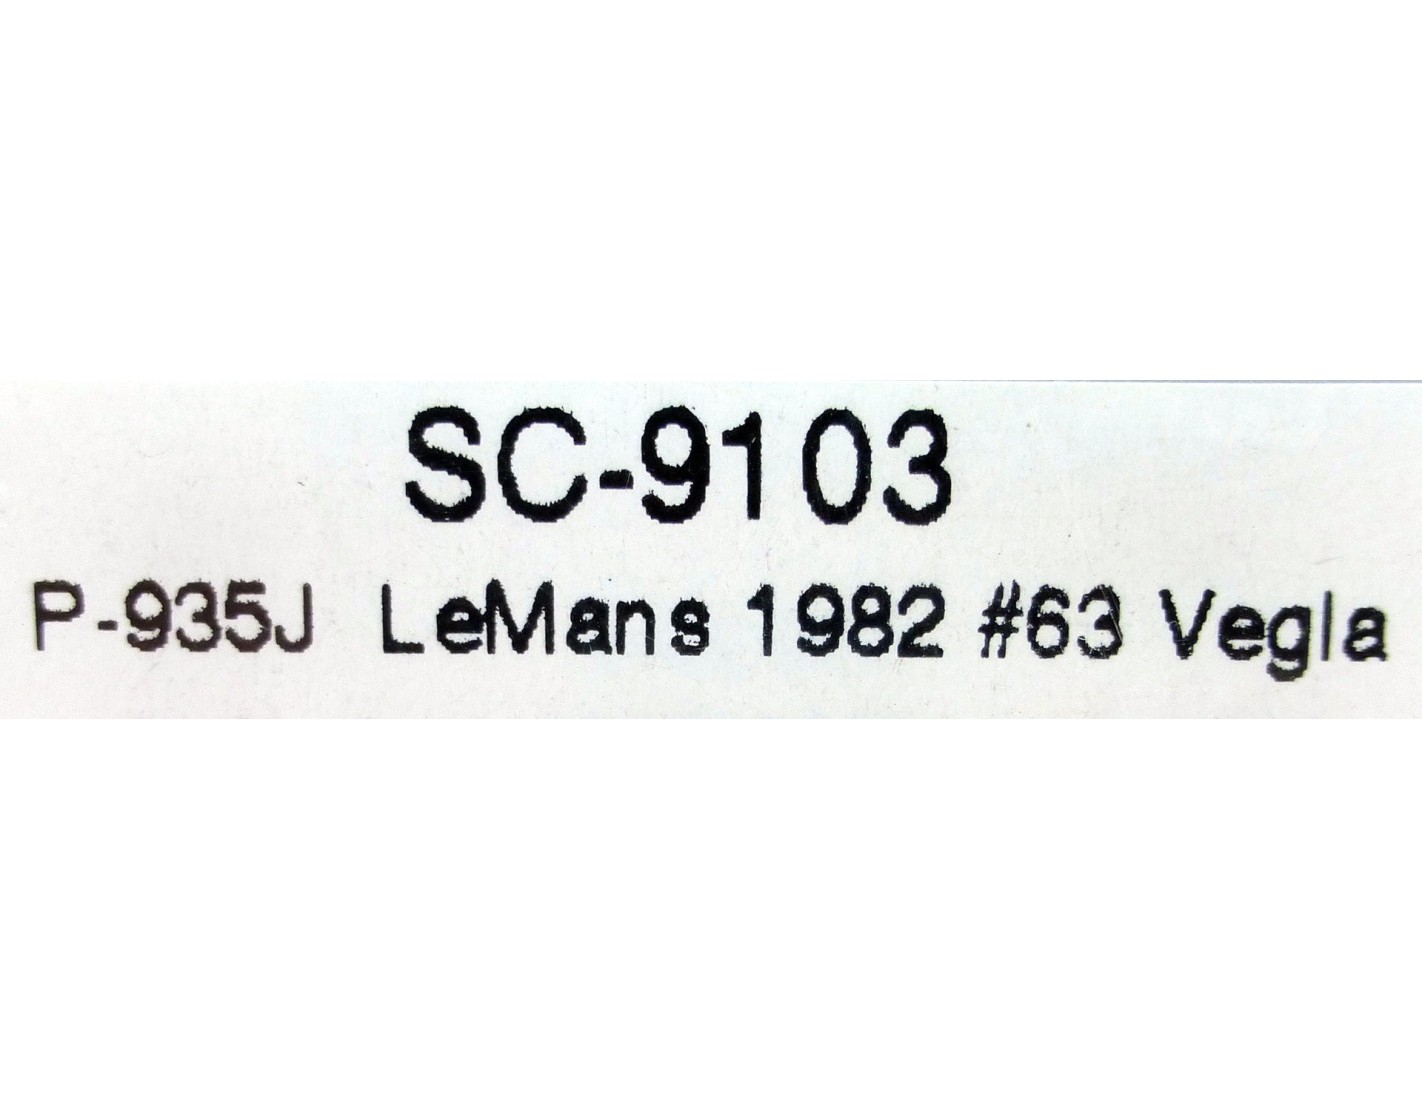 SC-9103
P-935J LeMans 1982 #63 Vegla